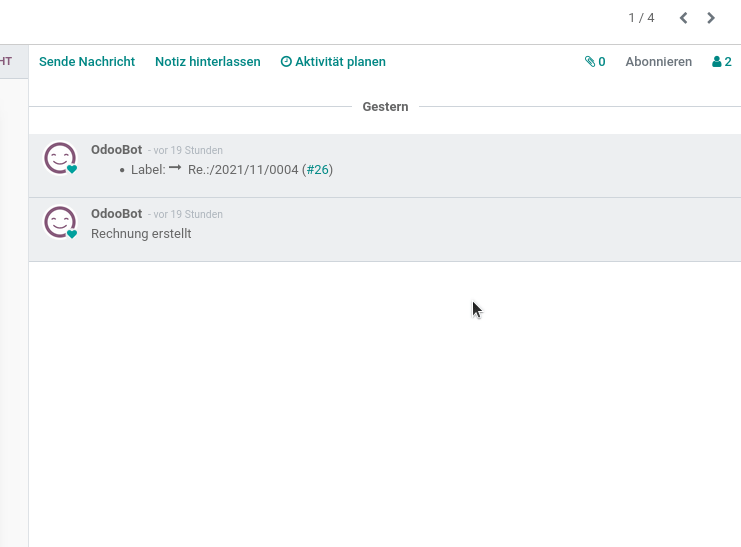 1 / 4
HT
Sende Nachricht Notiz hinterlassen Aktivität planen 0 Abonnieren 2
Gestern
OdooBot - vor 19 Stunden
• Label: → Re.:/2021/11/0004 (#26)
OdooBot - vor 19 Stunden
Rechnung erstellt